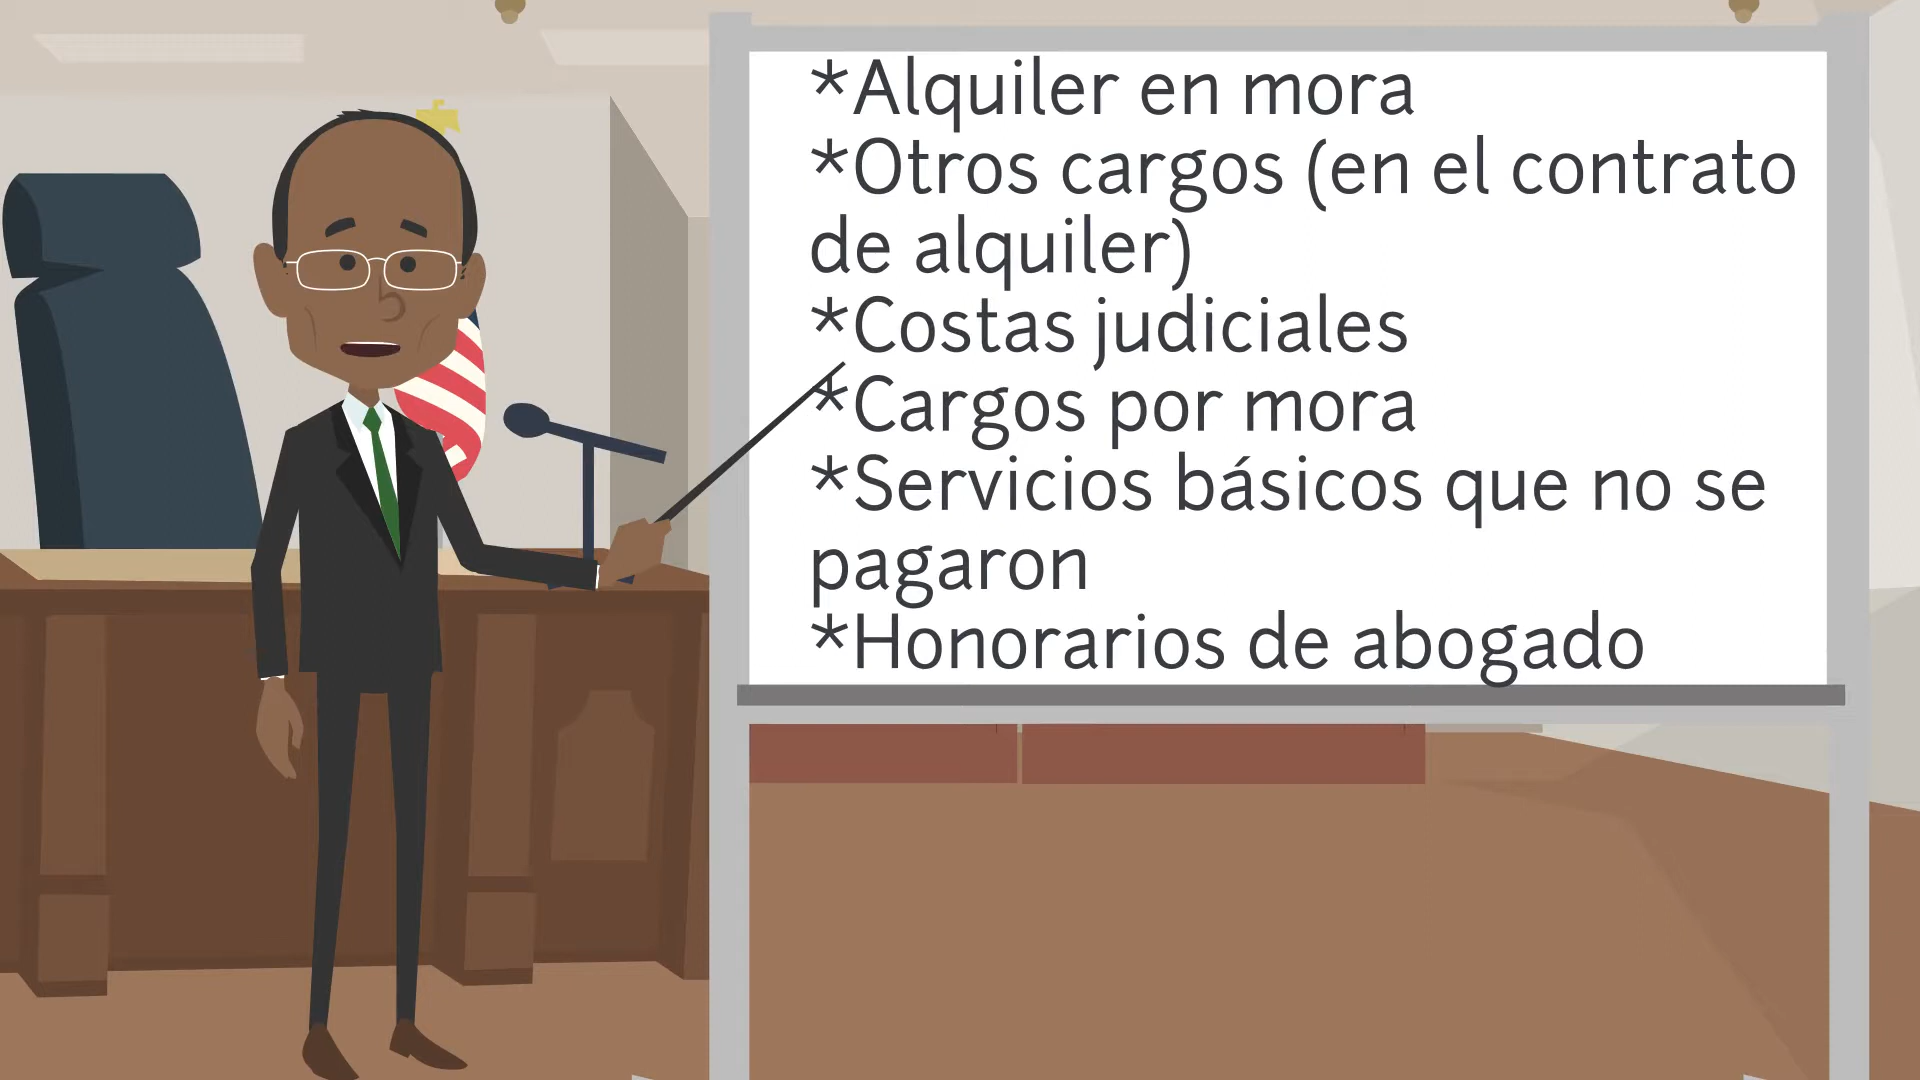 *Alquiler en mora
*Otros cargos (en el contrato
de alquiler)
*Costas judiciales
*Cargos por mora
*Servicios básicos que no se
pagaron
*Honorarios de abogado